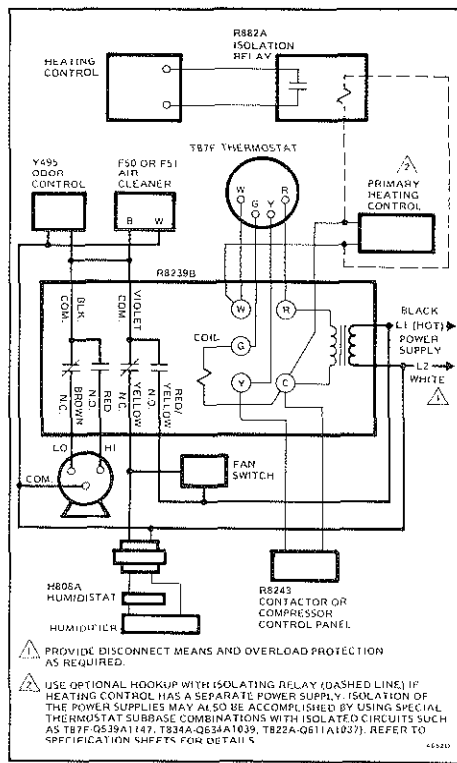 R882A
ISOLATION
RELAY
HEATING
CONTROL
T87F THERMOSTAT
Y495
ODOR
CONTROL
F50 OR F51
AIR
CLEANER
W
R
G
Y
2
PRIMARY
HEATING
CONTROL
B
W
R8239B
BLK.
COM.
VIOLET
COM.
W
R
BLACK
L1 (HOT)
POWER
SUPPLY
L2
WHITE
1
COIL
G
Y
C
BROWN
N.C.
RED
N.O.
YELLOW
N.C.
RED/
YELLOW
N.O.
LO
HI
COM.
FAN
SWITCH
H808A
HUMIDISTAT
HUMIDIFIER
R8243
CONTACTOR OR
COMPRESSOR
CONTROL PANEL
1 PROVIDE DISCONNECT MEANS AND OVERLOAD PROTECTION
AS REQUIRED.
2 USE OPTIONAL HOOKUP WITH ISOLATING RELAY (DASHED LINE) IF
HEATING CONTROL HAS A SEPARATE POWER SUPPLY. ISOLATION OF
THE POWER SUPPLIES MAY ALSO BE ACCOMPLISHED BY USING SPECIAL
THERMOSTAT SUBBASE COMBINATIONS WITH ISOLATED CIRCUITS SUCH
AS T87F-Q539A1147, T834A-Q634A1039, T822A-Q611A1037). REFER TO
SPECIFICATION SHEETS FOR DETAILS.